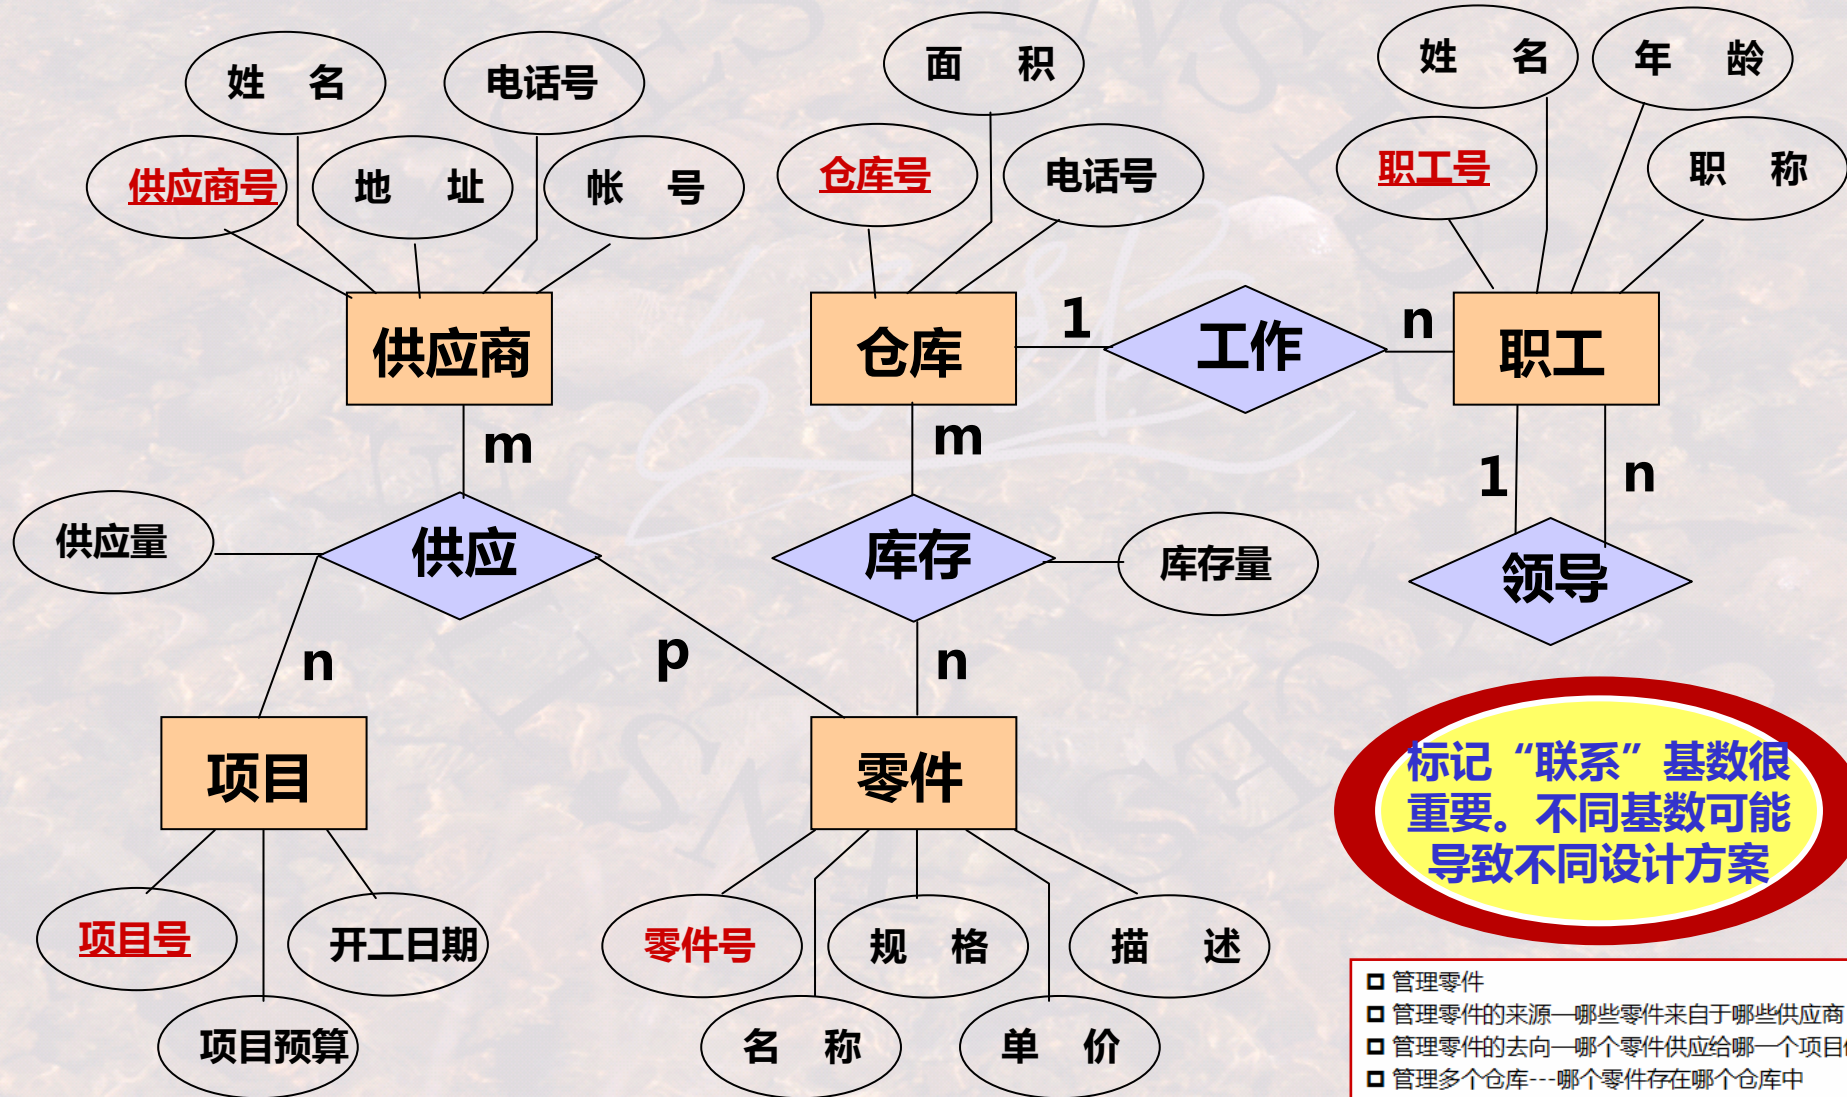 姓 名
电话号
供应商号
地 址
帐 号
面 积
仓库号
电话号
姓 名
年 龄
职工号
职 称
供应商
仓库
1
工作
n
职工
m
m
1
n
供应量
供应
库存
库存量
领导
n
p
n
项目
零件
标记“联系”基数很
重要。不同基数可能
导致不同设计方案
项目号
开工日期
项目预算
零件号
规 格
描 述
名 称
单 价
管理零件
管理零件的来源—哪些零件来自于哪些供应商
管理零件的去向—哪个零件供应给哪一个项目
管理多个仓库---哪个零件存在哪个仓库中